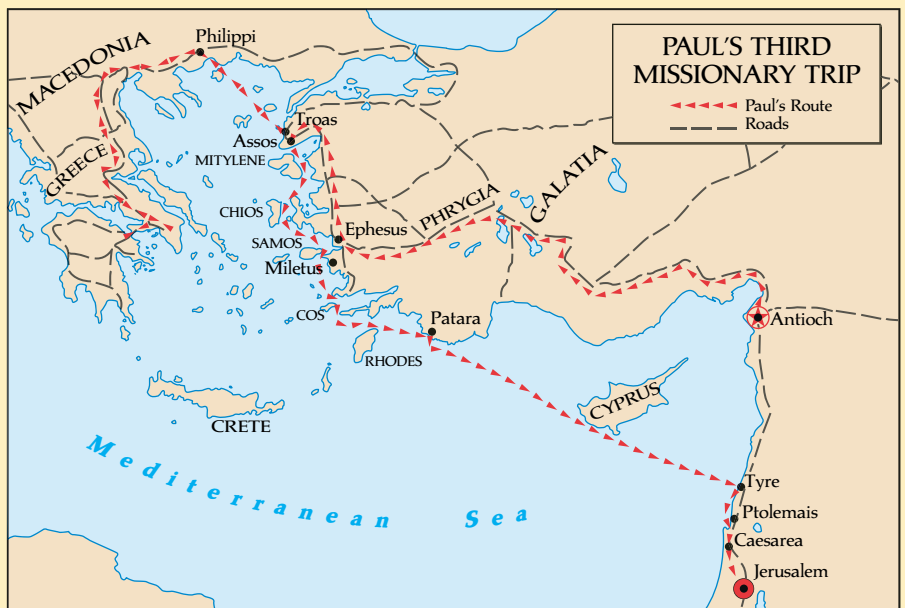 PAUL'S THIRD
MISSIONARY TRIP
Paul's Route
Roads
MACEDONIA
Philippi
Troas
Assos
MITYLENE
GREECE
GALATIA
PHRYGIA
CHIOS
Ephesus
SAMOS
Miletus
COS
Patara
Antioch
RHODES
CYPRUS
CRETE
Mediterranean Sea
Tyre
Ptolemais
Caesarea
Jerusalem